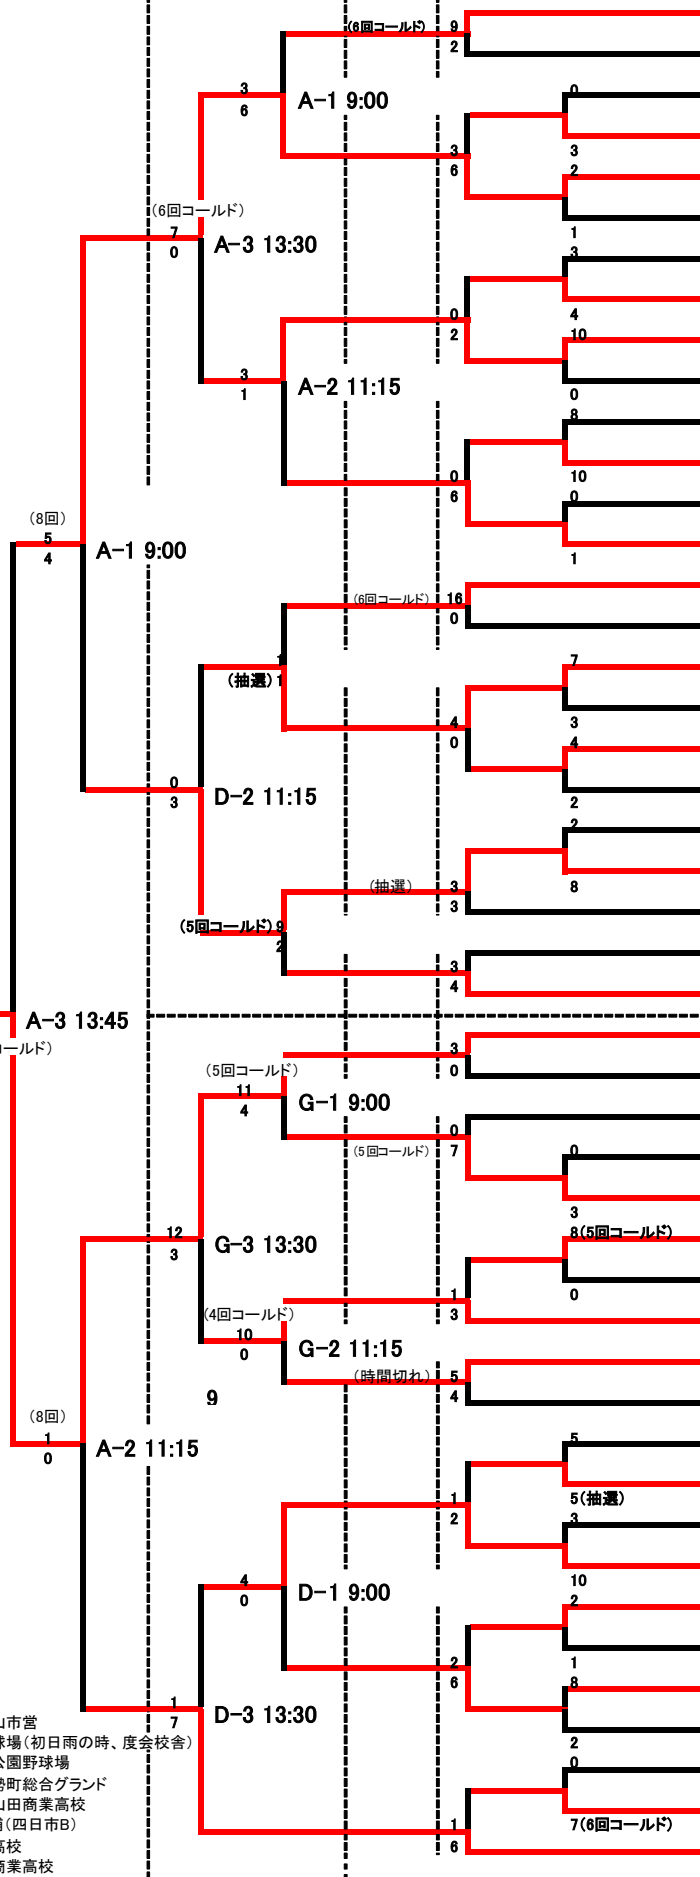 (6回コールド) 9
2
0
3
6
A-1 9:00
3
6
3
2
(6回コールド)
7
0
A-3 13:30
1
3
0
2
4
10
3
1
A-2 11:15
0
8
0
6
10
0
(8回)
5
4
A-1 9:00
1
(6回コールド) 16
0
1
(抽選) 1
7
4
0
3
4
0
3
D-2 11:15
2
2
(抽選) 3
3
8
(5回コールド) 9
2
3
4
A-3 13:45
ールド)
3
0
(5回コールド)
11
4
G-1 9:00
0
(5回コールド) 7
0
3
12
3
G-3 13:30
8(5回コールド)
0
1
3
(4回コールド)
10
0
G-2 11:15
(時間切れ) 5
4
9
(8回)
1
0
A-2 11:15
5
5(抽選)
3
1
2
10
4
0
D-1 9:00
2
1
8
2
6
2
1
7
D-3 13:30
0
7(6回コールド)
1
6
山市営
球場(初日雨の時、度会校舎)
公園野球場
勢町総合グランド
山田商業高校
(四日市B)
高校
商業高校